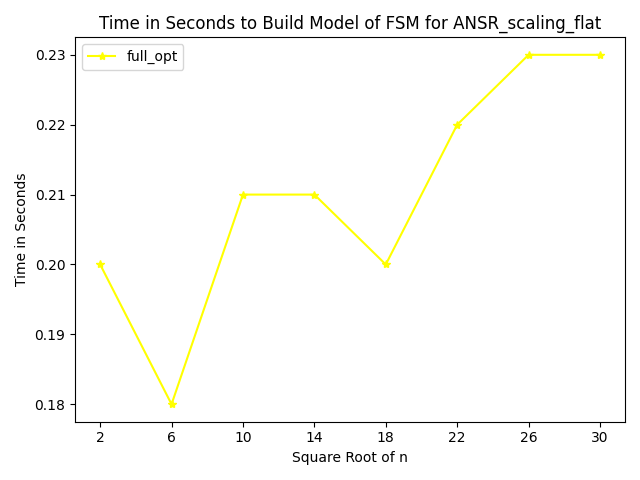 Time in Seconds to Build Model of FSM for ANSR_scaling_flat
full_opt
0.23
0.22
0.21
0.20
0.19
0.18
Time in Seconds
2 6 10 14 18 22 26 30
Square Root of n